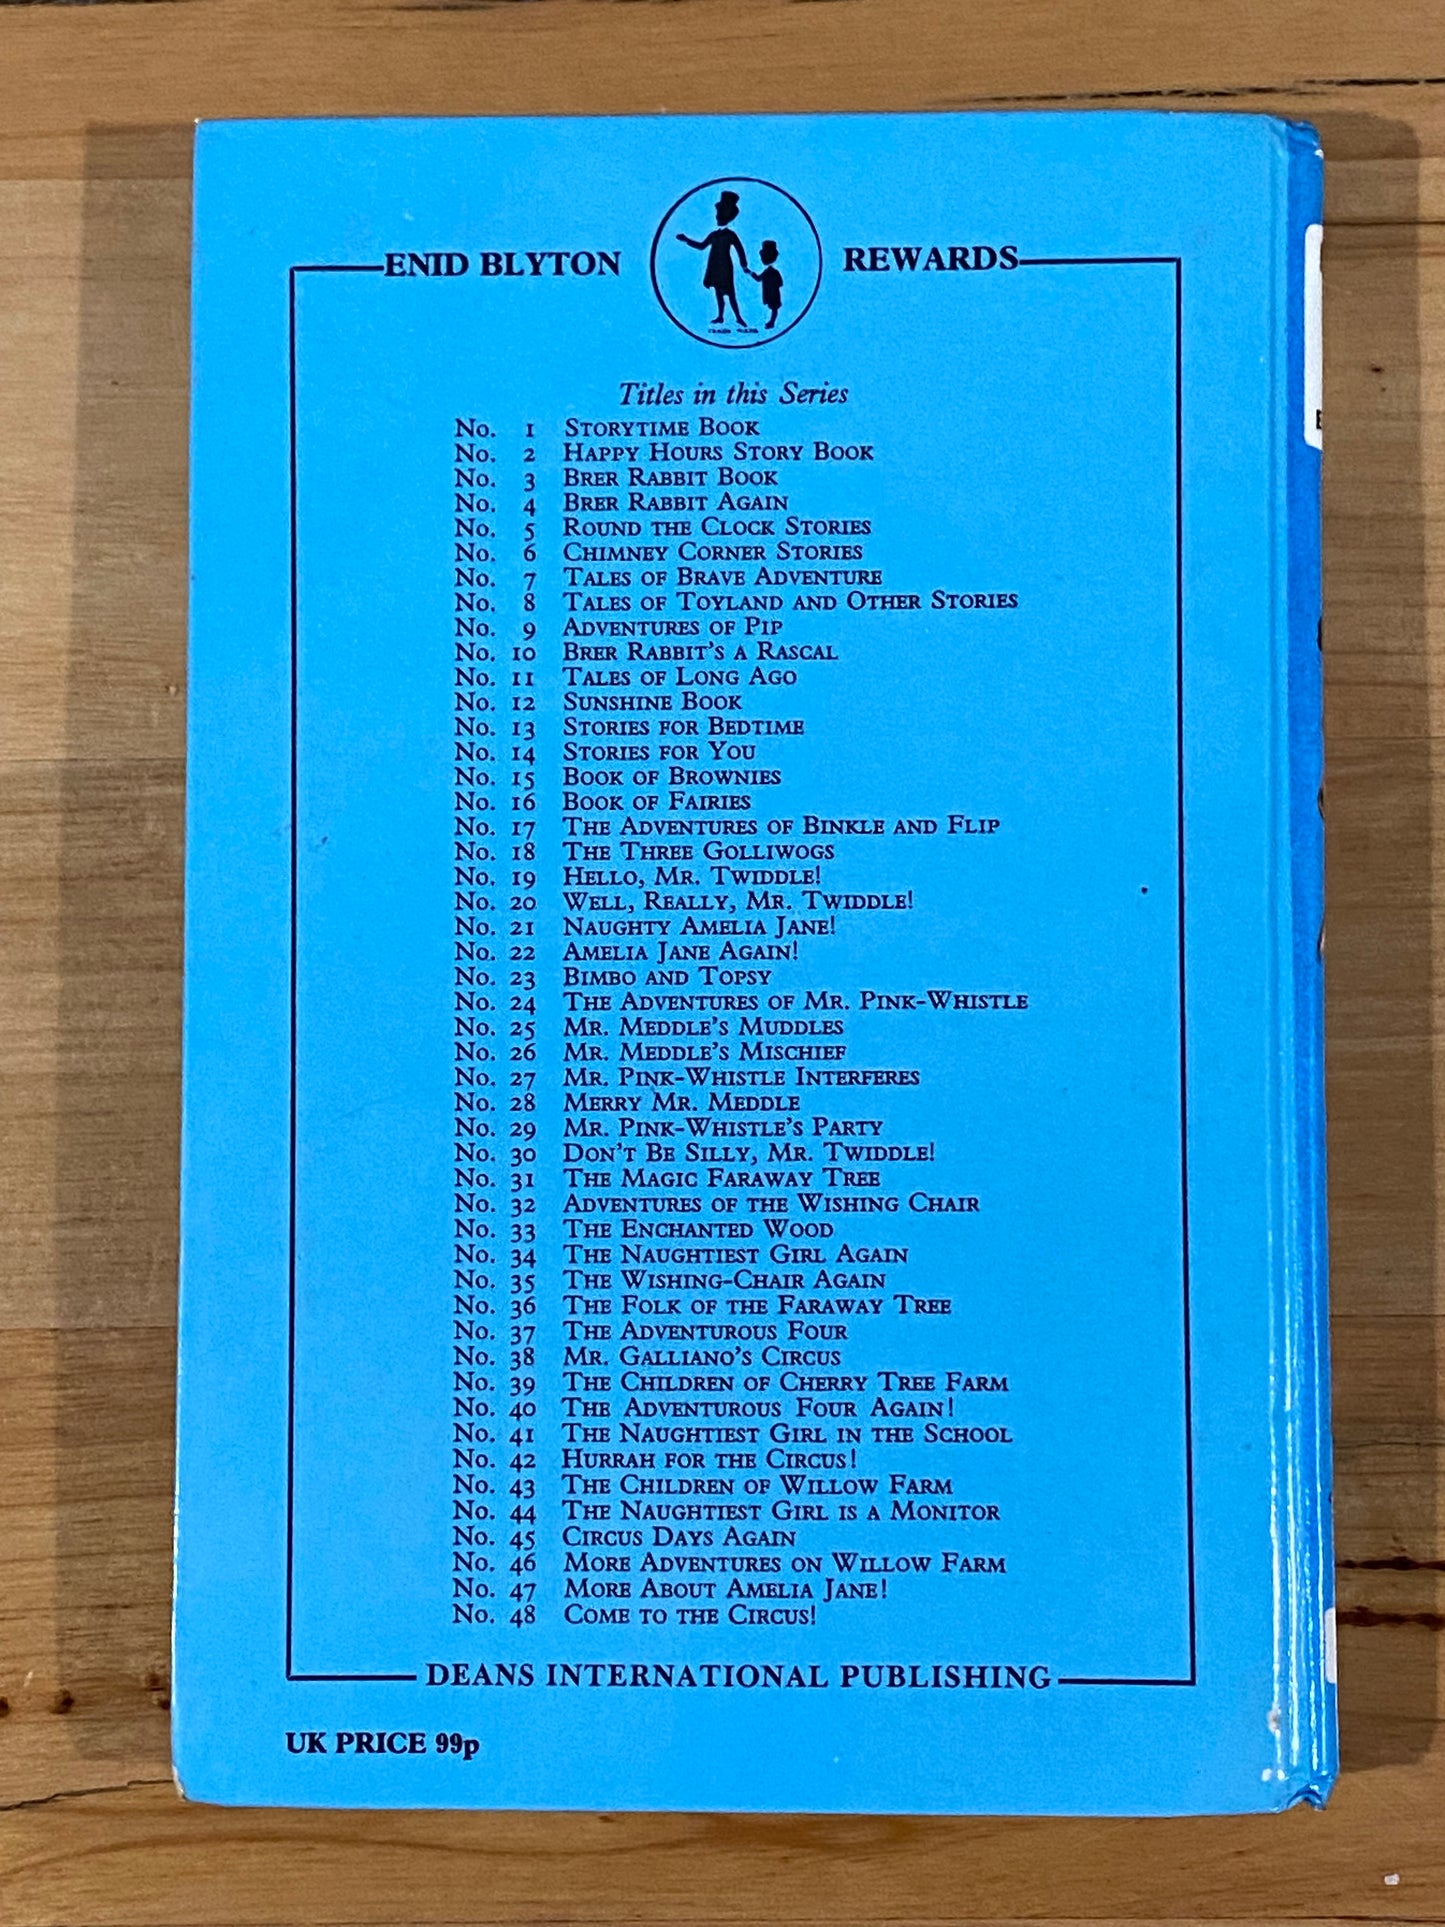 ENID BLYTON REWARDS
Titles in this Series
No. 1 STORYTIME BOOK
No. 2 HAPPY HOURS STORY BOOK
No. 3 BRER RABBIT BOOK
No. 4 BRER RABBIT AGAIN
No. 5 ROUND THE CLOCK STORIES
No. 6 CHIMNEY CORNER STORIES
No. 7 TALES OF BRAVE ADVENTURE
No. 8 TALES OF TOYLAND AND OTHER STORIES
No. 9 ADVENTURES OF PIP
No. 10 BRER RABBIT'S A RASCAL
No. 11 TALES OF LONG AGO
No. 12 SUNSHINE BOOK
No. 13 STORIES FOR BEDTIME
No. 14 STORIES FOR YOU
No. 15 BOOK OF BROWNIES
No. 16 BOOK OF FAIRIES
No. 17 THE ADVENTURES OF BINKLE AND FLIP
No. 18 THE THREE GOLLIWOGS
No. 19 HELLO, MR. TWIDDLE!
No. 20 WELL, REALLY, MR. TWIDDLE!
No. 21 NAUGHTY AMELIA JANE!
No. 22 AMELIA JANE AGAIN!
No. 23 BIMBO AND TOPSY
No. 24 THE ADVENTURES OF MR. PINK-WHISTLE
No. 25 MR. MEDDLE'S MUDDLES
No. 26 MR. MEDDLE'S MISCHIEF
No. 27 MR. PINK-WHISTLE INTERFERES
No. 28 MERRY MR. MEDDLE
No. 29 MR. PINK-WHISTLE'S PARTY
No. 30 DON'T BE SILLY, MR. TWIDDLE!
No. 31 THE MAGIC FARAWAY TREE
No. 32 ADVENTURES OF THE WISHING CHAIR
No. 33 THE ENCHANTED WOOD
No. 34 THE NAUGHTIEST GIRL AGAIN
No. 35 THE WISHING-CHAIR AGAIN
No. 36 THE FOLK OF THE FARAWAY TREE
No. 37 THE ADVENTUROUS FOUR
No. 38 MR. GALLIANO'S CIRCUS
No. 39 THE CHILDREN OF CHERRY TREE FARM
No. 40 THE ADVENTUROUS FOUR AGAIN!
No. 41 THE NAUGHTIEST GIRL IN THE SCHOOL
No. 42 HURRAH FOR THE CIRCUS!
No. 43 THE CHILDREN OF WILLOW FARM
No. 44 THE NAUGHTIEST GIRL IS A MONITOR
No. 45 CIRCUS DAYS AGAIN
No. 46 MORE ADVENTURES ON WILLOW FARM
No. 47 MORE ABOUT AMELIA JANE!
No. 48 COME TO THE CIRCUS!
DEANS INTERNATIONAL PUBLISHING
UK PRICE 99p